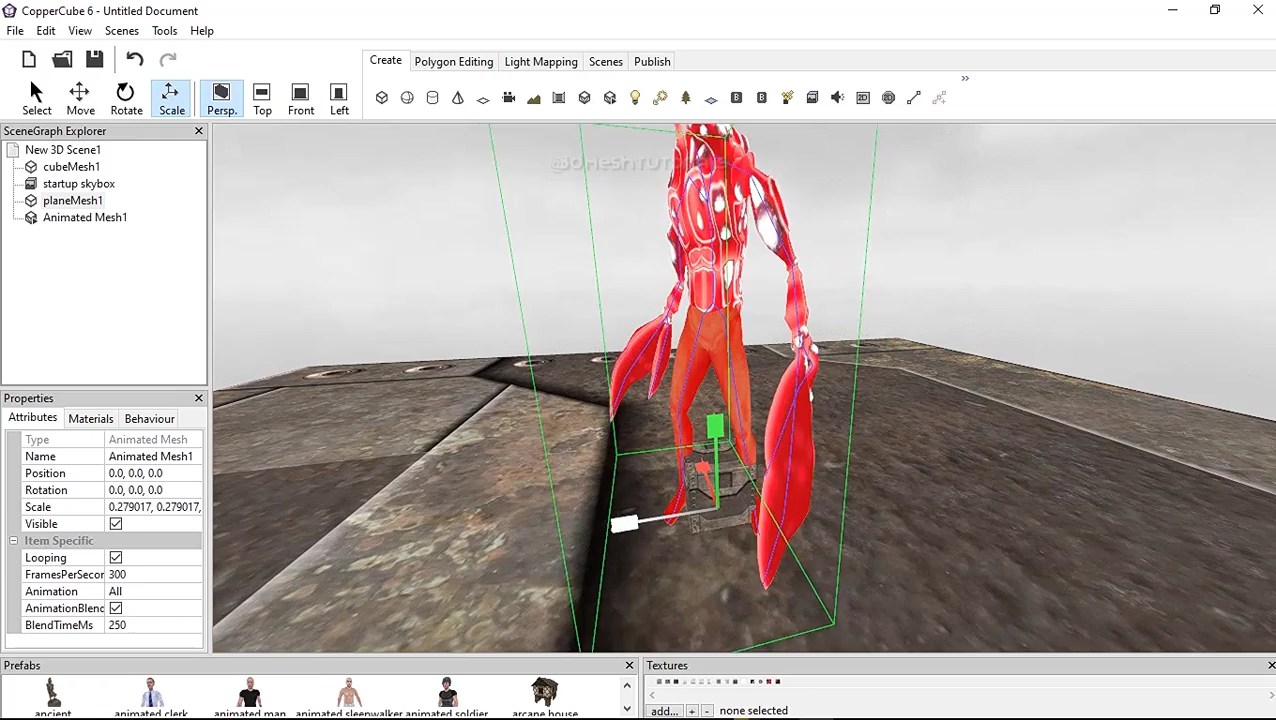 CopperCube 6 - Untitled Document
File Edit View Scenes Tools Help
Create Polygon Editing Light Mapping Scenes Publish
Select Move Rotate Scale Persp. Top Front Left
SceneGraph Explorer
New 3D Scene1
cubeMesh1
startup skybox
planeMesh1
Animated Mesh1
Properties
Attributes Materials Behaviour
Type Animated Mesh
Name Animated Mesh1
Position 0.0, 0.0, 0.0
Rotation 0.0, 0.0, 0.0
Scale 0.279017, 0.279017,
Visible
Item Specific
Looping
FramesPerSecor 300
Animation All
AnimationBlend
BlendTimeMs 250
Prefabs
ancient animated clerk animated man animated sleepwalker animated soldier arcane house
Textures
add... + - none selected